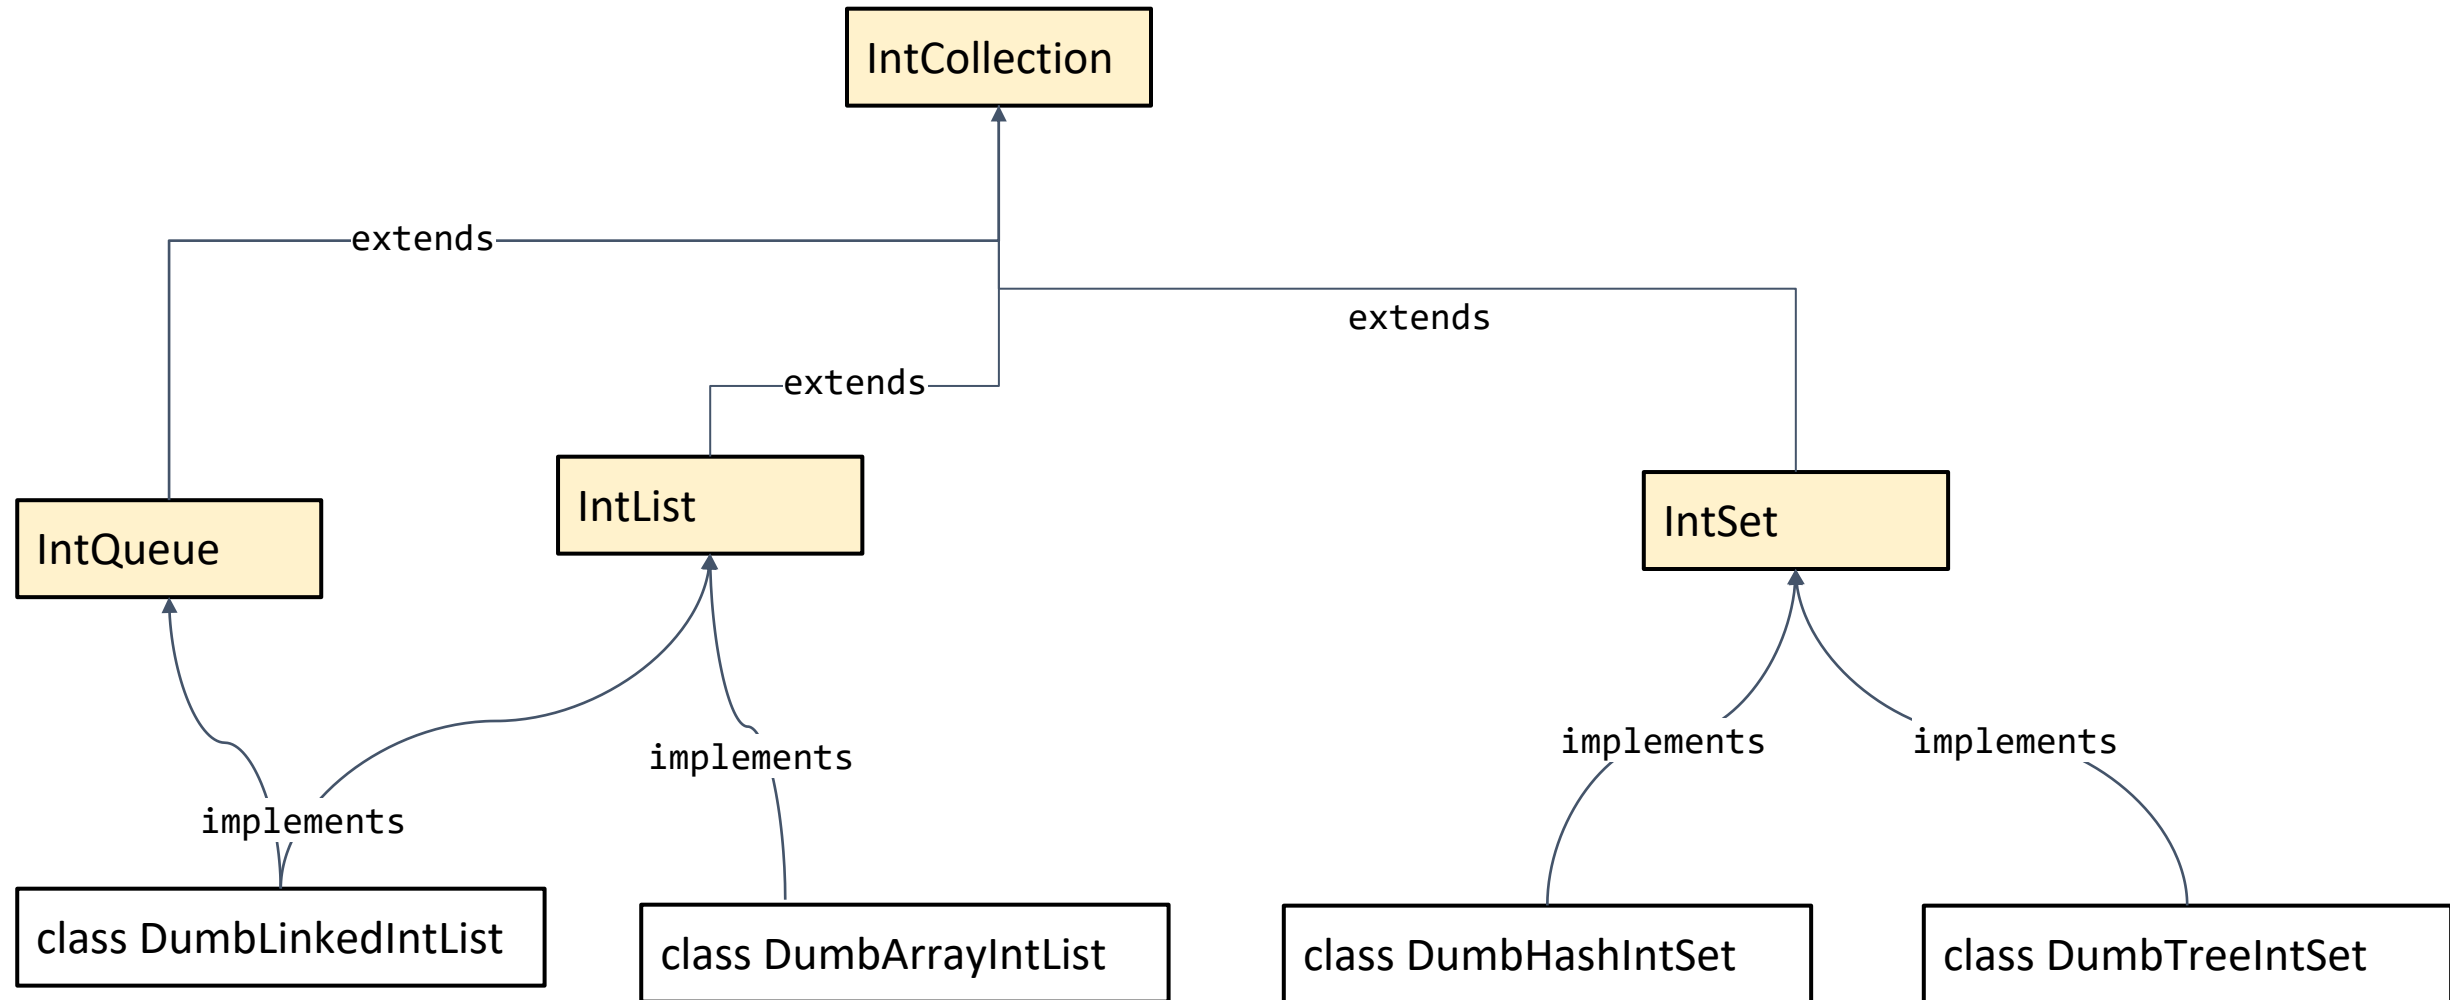 IntCollection
extends
extends
extends
IntList
IntSet
IntQueue
implements
implements
implements
implements
class DumbLinkedIntList
class DumbArrayIntList
class DumbHashIntSet
class DumbTreeIntSet